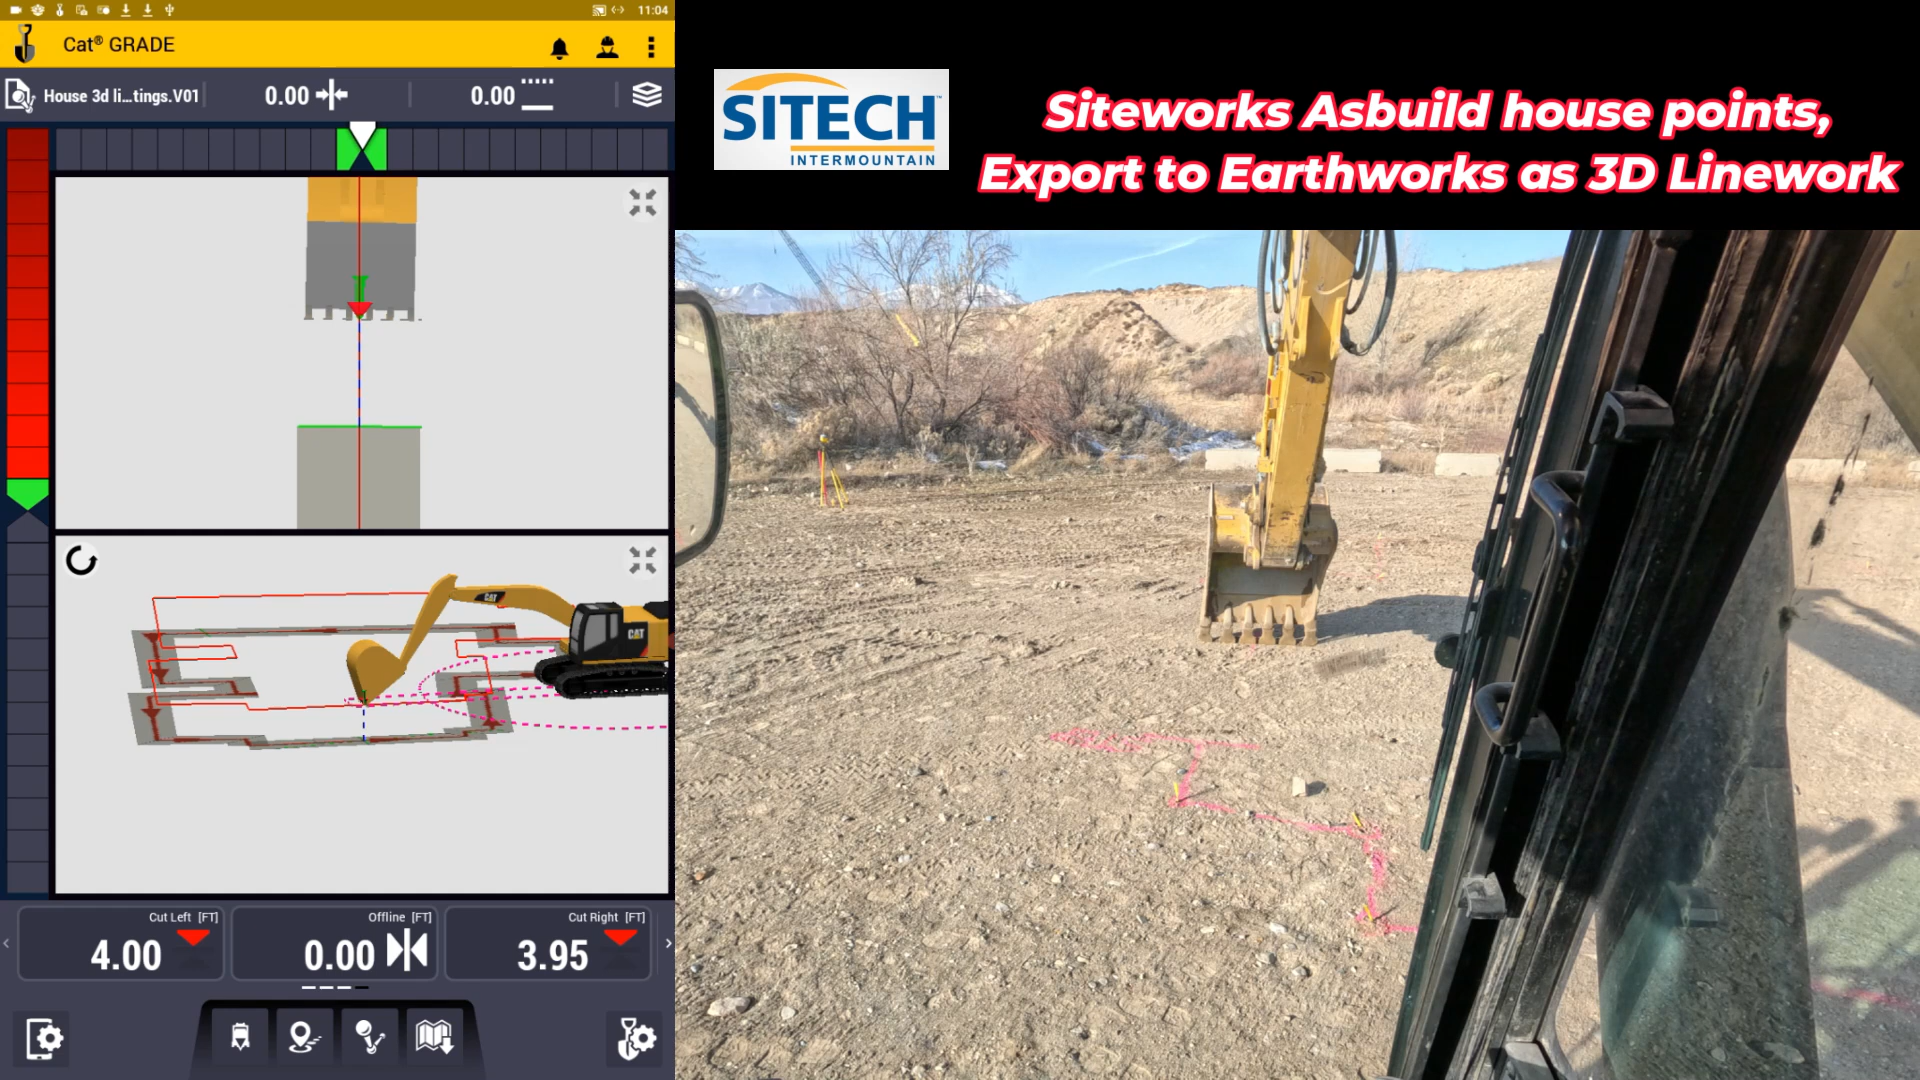 11:04
Cat® GRADE
House 3d li...tings.V01
0.00
0.00
CAT
CAT
Cut Left [FT]
4.00
Offline [FT]
0.00
Cut Right [FT]
3.95
SITECH
INTERMOUNTAIN
Siteworks Asbuild house points,
Export to Earthworks as 3D Linework